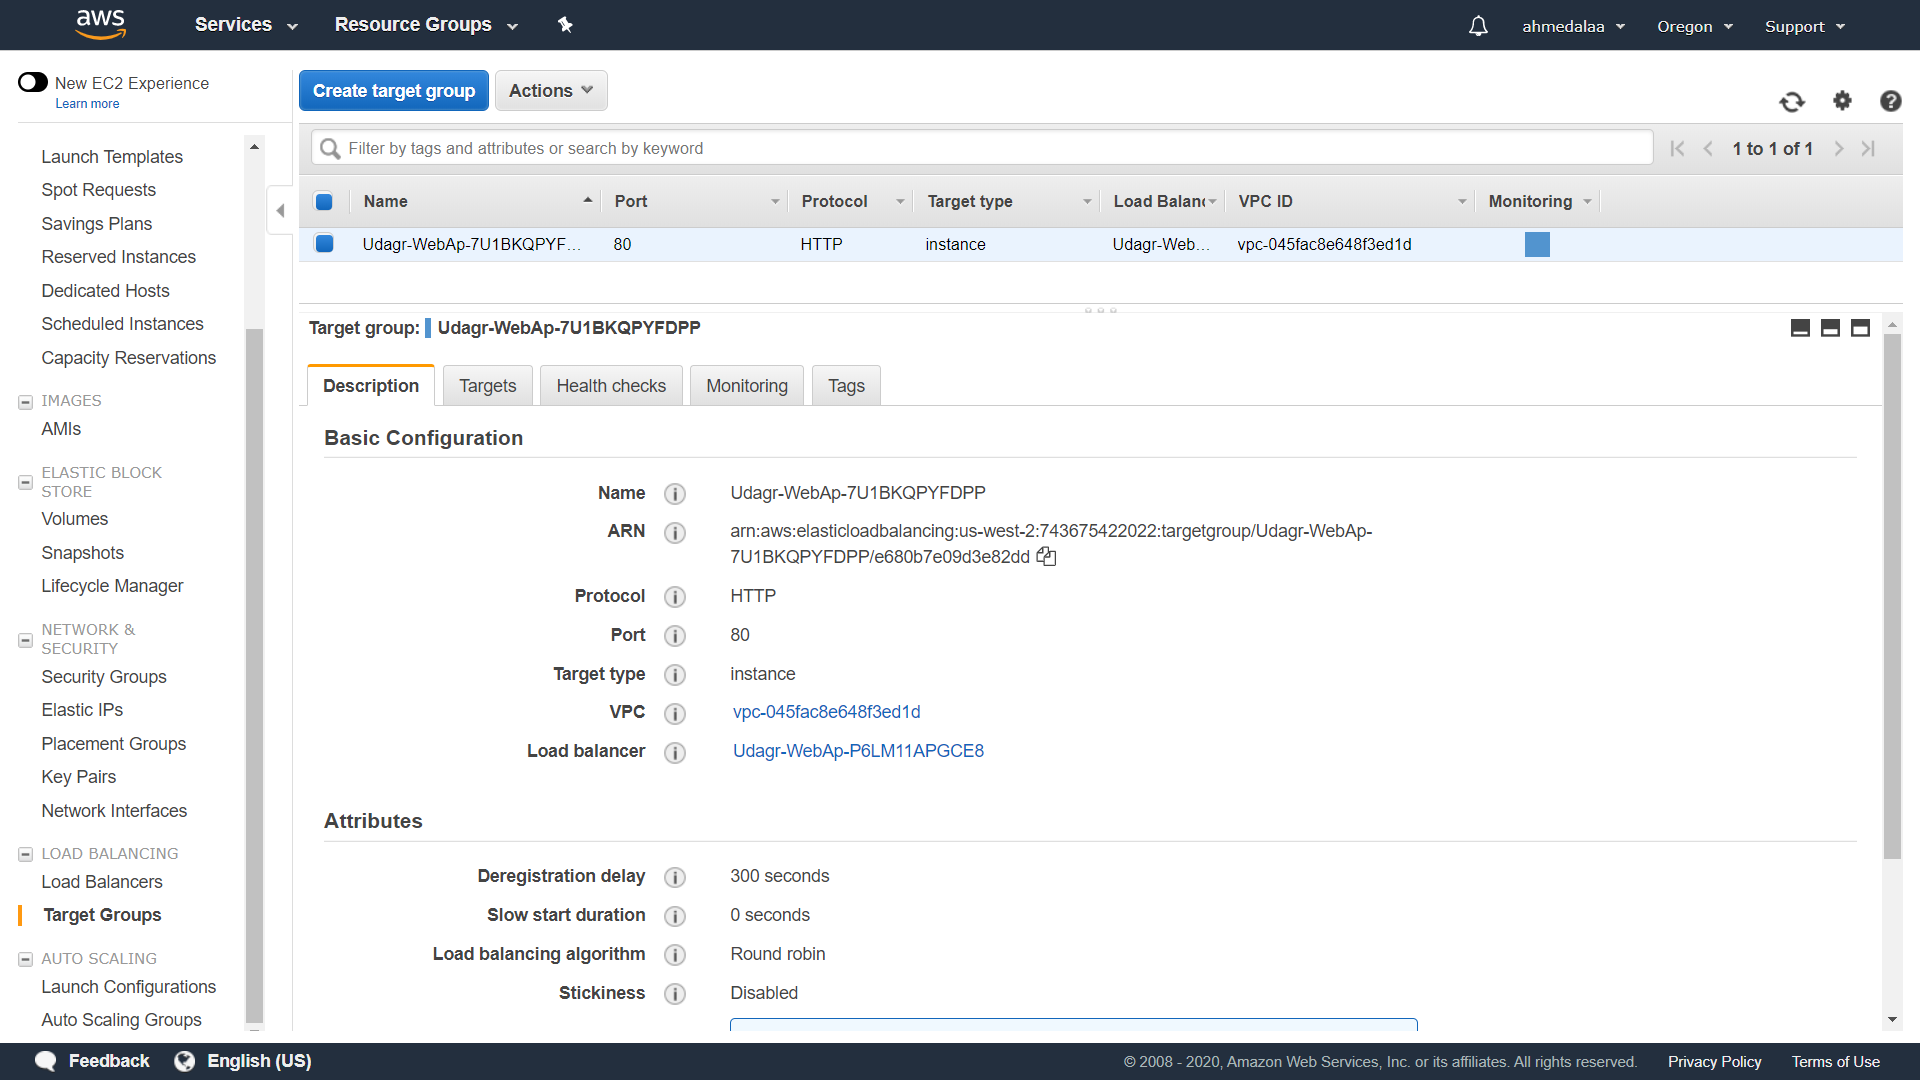 aws Services Resource Groups ahmedalaa Oregon Support
New EC2 Experience
Learn more
Launch Templates
Spot Requests
Savings Plans
Reserved Instances
Dedicated Hosts
Scheduled Instances
Capacity Reservations
IMAGES
AMIs
ELASTIC BLOCK
STORE
Volumes
Snapshots
Lifecycle Manager
NETWORK &
SECURITY
Security Groups
Elastic IPs
Placement Groups
Key Pairs
Network Interfaces
LOAD BALANCING
Load Balancers
Target Groups
AUTO SCALING
Launch Configurations
Auto Scaling Groups
Create target group Actions
Filter by tags and attributes or search by keyword 1 to 1 of 1
Name Port Protocol Target type Load Balanc VPC ID Monitoring
Udagr-WebAp-7U1BKQPYF... 80 HTTP instance Udagr-Web... vpc-045fac8e648f3ed1d
Target group: Udagr-WebAp-7U1BKQPYFDPP
Description Targets Health checks Monitoring Tags
Basic Configuration
Name Udagr-WebAp-7U1BKQPYFDPP
ARN arn:aws:elasticloadbalancing:us-west-2:743675422022:targetgroup/Udagr-WebAp-
7U1BKQPYFDPP/e680b7e09d3e82dd
Protocol HTTP
Port 80
Target type instance
VPC vpc-045fac8e648f3ed1d
Load balancer Udagr-WebAp-P6LM11APGCE8
Attributes
Deregistration delay 300 seconds
Slow start duration 0 seconds
Load balancing algorithm Round robin
Stickiness Disabled
Feedback English (US) © 2008 - 2020, Amazon Web Services, Inc. or its affiliates. All rights reserved. Privacy Policy Terms of Use